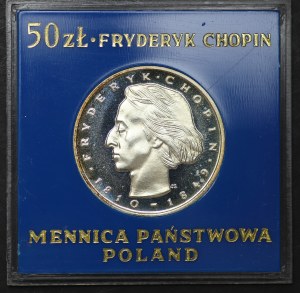 50 ZŁ · FRYDERYK CHOPIN
FRYDERYK · CHOPIN
1810 – 1849
MENNICA PAŃSTWOWA
POLAND